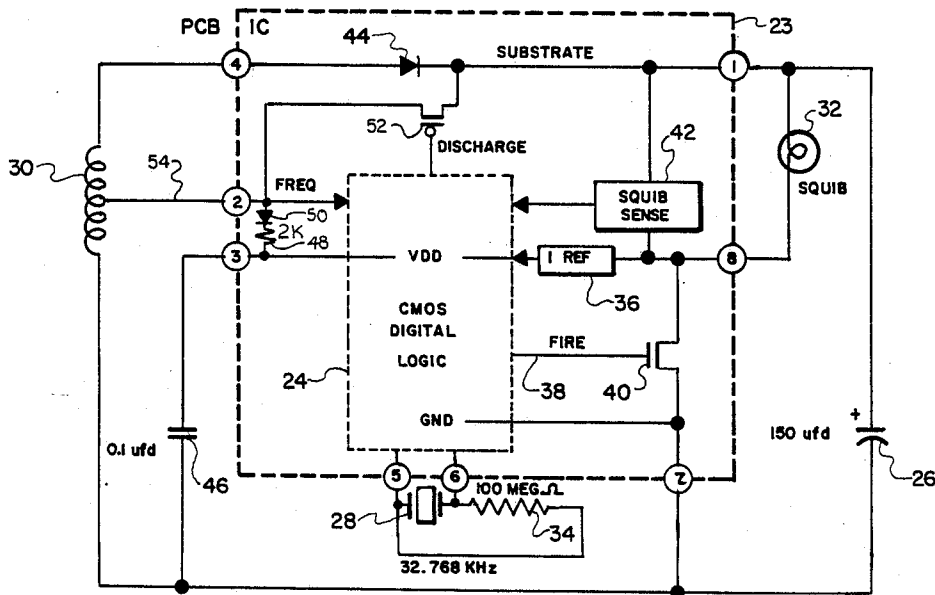 PCB IC
23
44
SUBSTRATE
4
1
32
52
DISCHARGE
42
30
54
SQUIB
2
FREQ
50
SQUIB
SENSE
2K
48
3
VDD
I REF
8
36
CMOS
DIGITAL
LOGIC
FIRE
24
38
40
GND
0.1 ufd
46
150 ufd
+
26
5
6
7
100 MEG.Ω
28
34
32.768 KHz